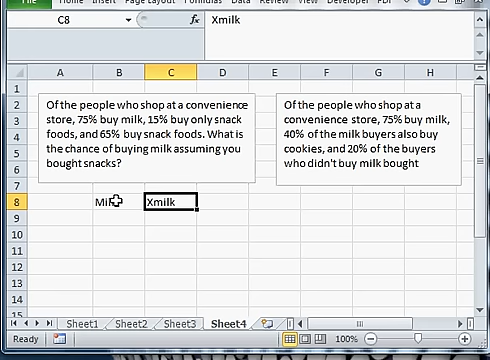 File Home Insert Page Layout Formulas Data Review View Developer PDF
C8 fx Xmilk
A B C D E F G H
1
2
3
4
5
6
7
8
9
10
11
12
13
14
15
Of the people who shop at a convenience
store, 75% buy milk, 15% buy only snack
foods, and 65% buy snack foods. What is
the chance of buying milk assuming you
bought snacks?
Of the people who shop at a
convenience store, 75% buy milk,
40% of the milk buyers also buy
cookies, and 20% of the buyers
who didn't buy milk bought
Xmilk
Sheet1 Sheet2 Sheet3 Sheet4
Ready 100%